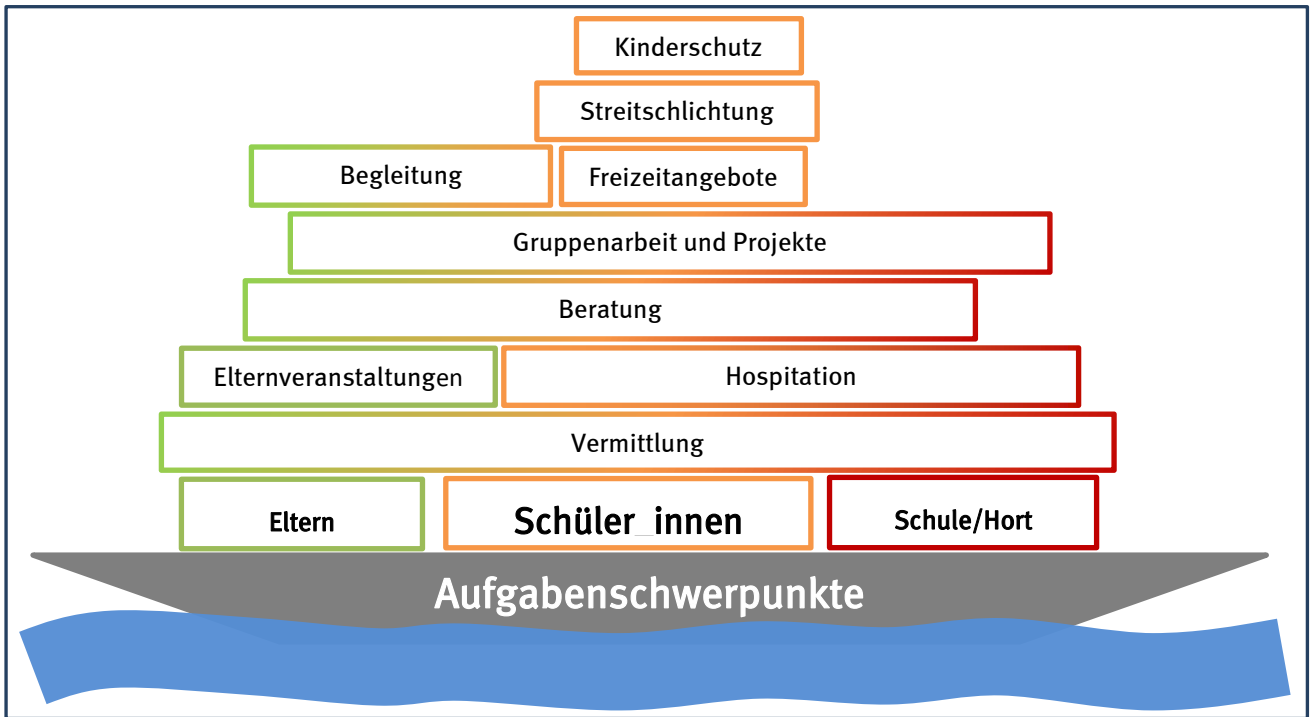 Kinderschutz
Streitschlichtung
Begleitung
Freizeitangebote
Gruppenarbeit und Projekte
Beratung
Elternveranstaltungen
Hospitation
Vermittlung
Eltern
Schüler_innen
Schule/Hort
Aufgabenschwerpunkte